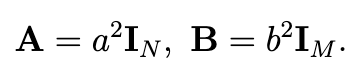 𝐀 = a²𝐈_N, 𝐁 = b²𝐈_M.